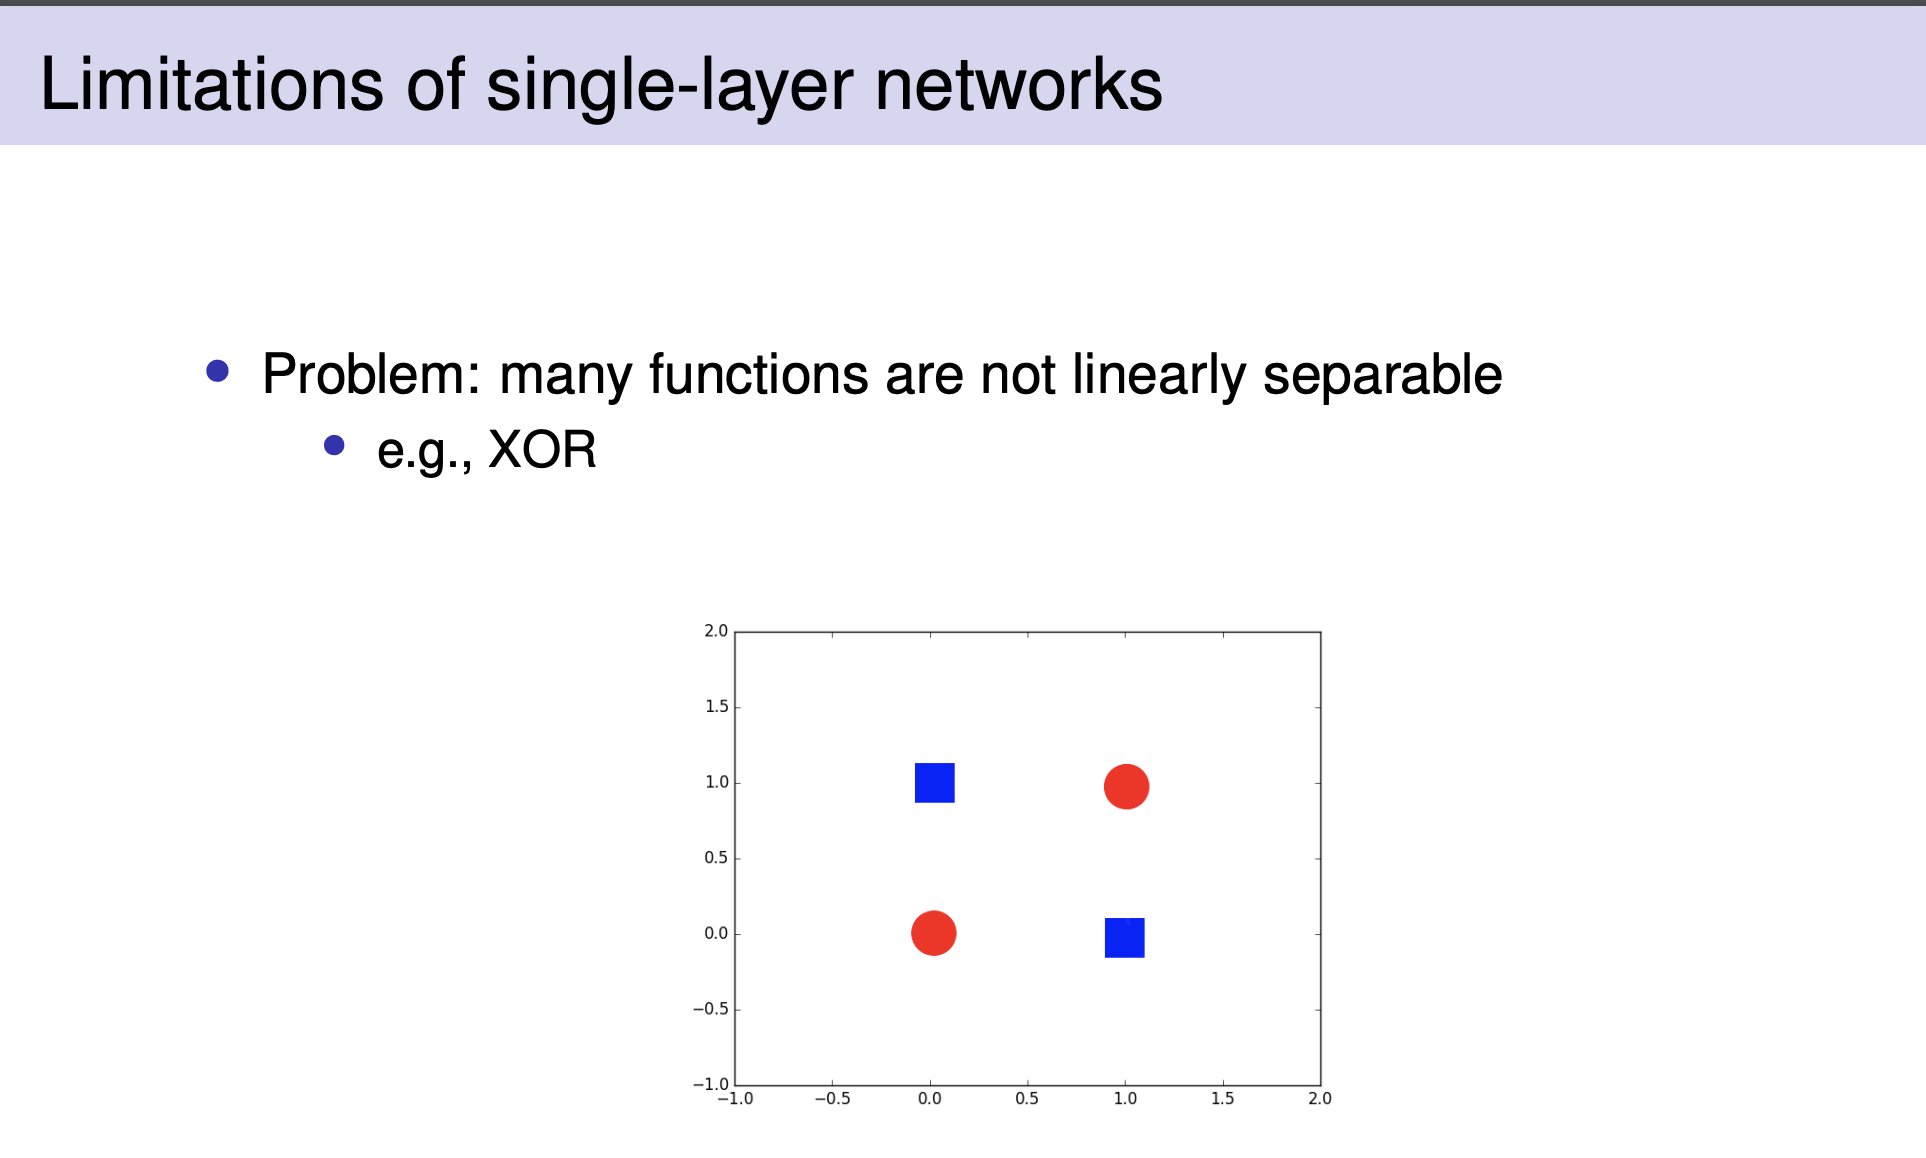 Limitations of single-layer networks
Problem: many functions are not linearly separable
e.g., XOR
2.0
1.5
1.0
0.5
0.0
−0.5
−1.0
−1.0 −0.5 0.0 0.5 1.0 1.5 2.0